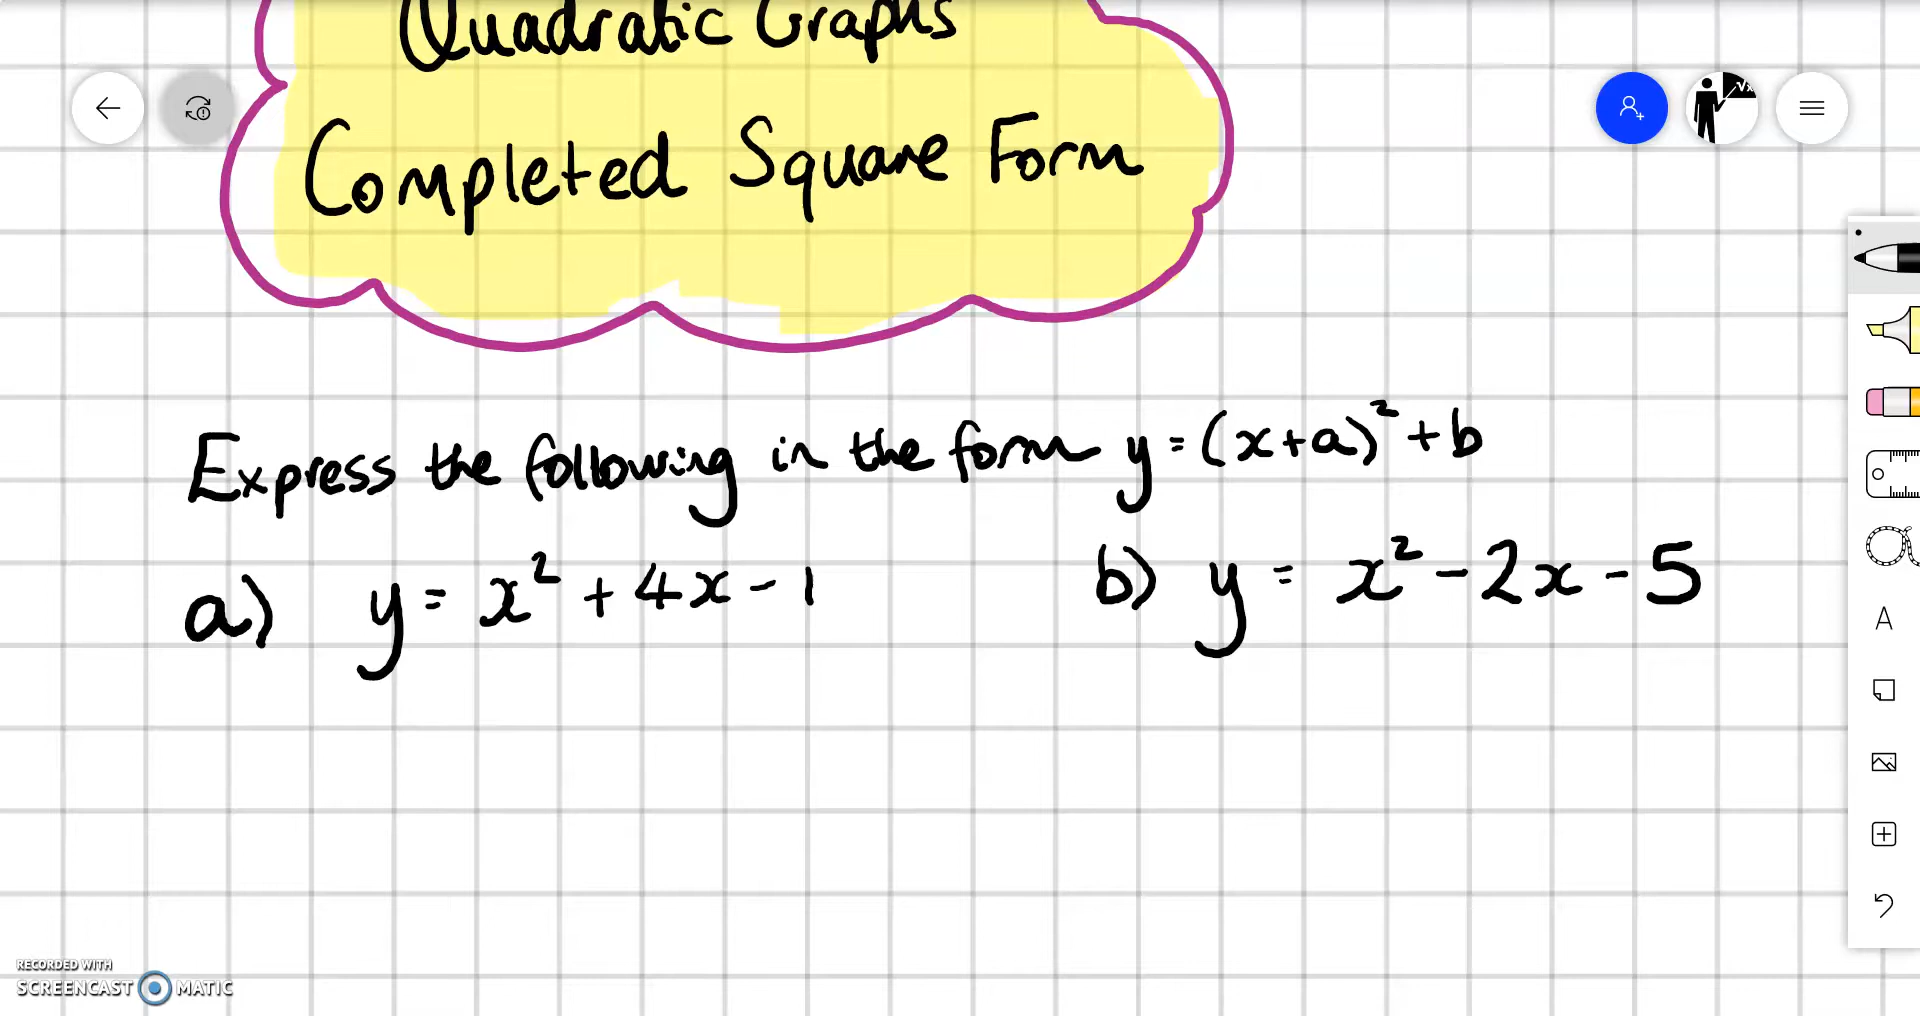 Quadratic Graphs
Completed Square Form
Express the following in the form y = (x+a)² + b
a) y = x² + 4x - 1
b) y = x² - 2x - 5
√x
A
RECORDED WITH
SCREENCAST MATIC